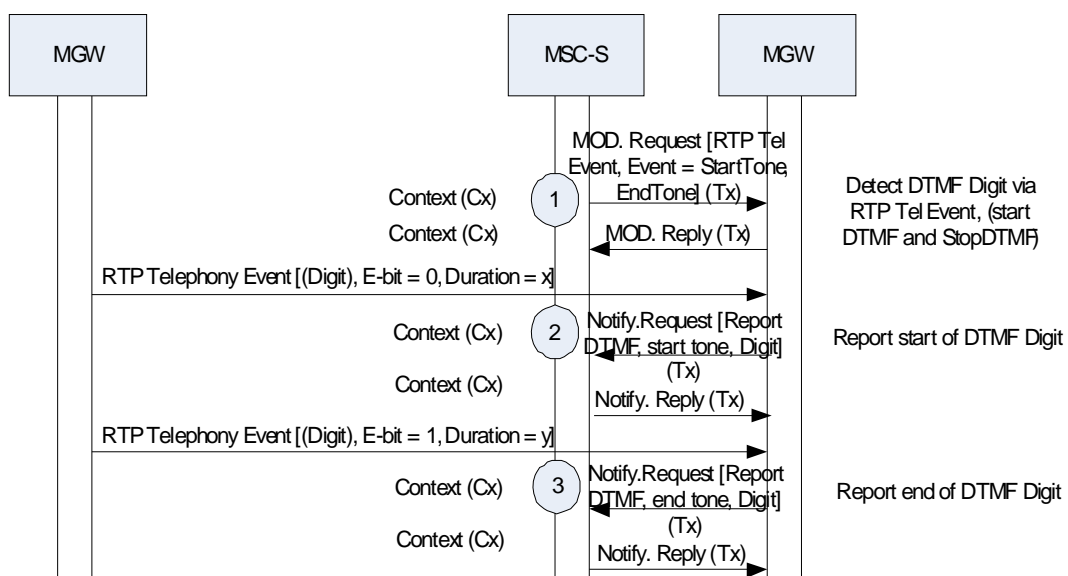 MGW
MSC-S
MGW
MOD. Request [RTP Tel
Event, Event = StartTone,
EndTone] (Tx)
Context (Cx)
1
Detect DTMF Digit via
RTP Tel Event, (start
DTMF and StopDTMF)
Context (Cx)
MOD. Reply (Tx)
RTP Telephony Event [(Digit), E-bit = 0, Duration = x]
Context (Cx)
2
Notify.Request [Report
DTMF, start tone, Digit]
(Tx)
Report start of DTMF Digit
Context (Cx)
Notify. Reply (Tx)
RTP Telephony Event [(Digit), E-bit = 1, Duration = y]
Context (Cx)
3
Notify.Request [Report
DTMF, end tone, Digit]
(Tx)
Report end of DTMF Digit
Context (Cx)
Notify. Reply (Tx)